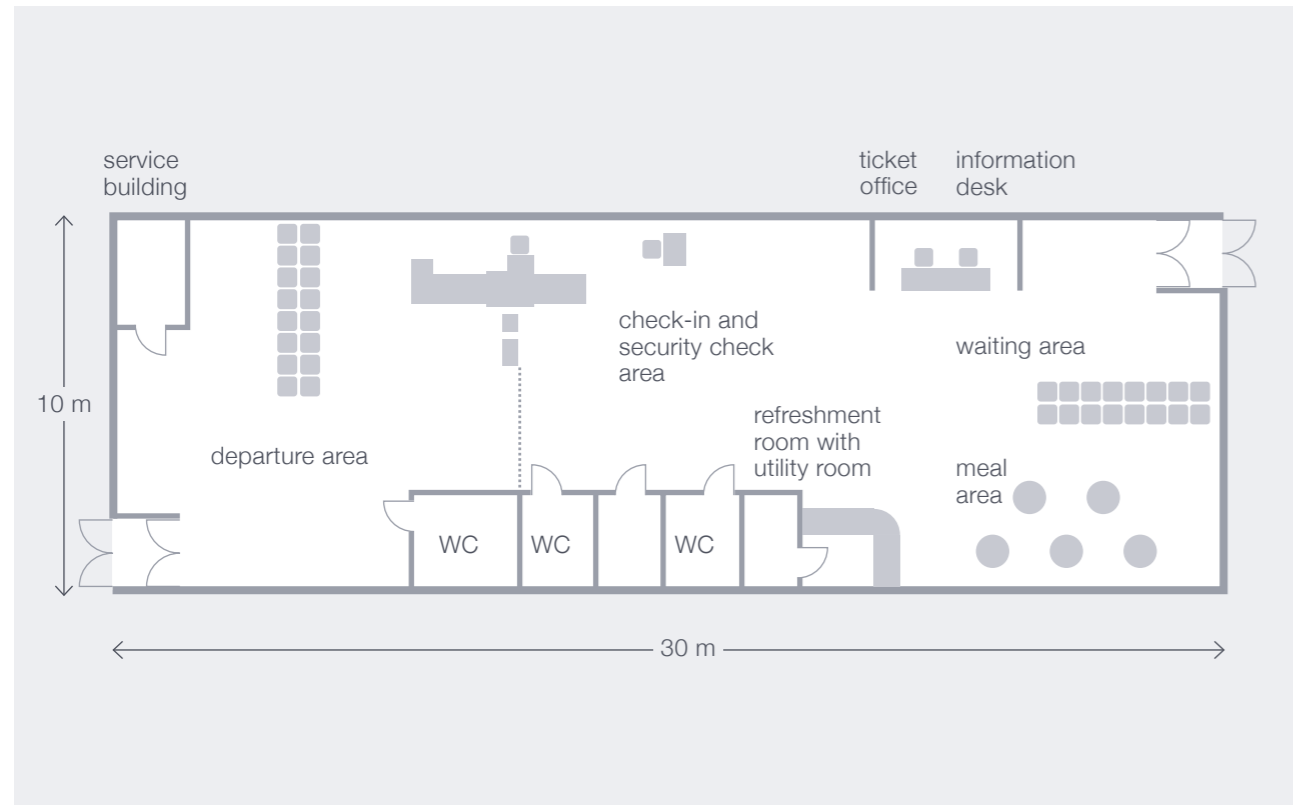 service
building
ticket
office
information
desk
check-in and
security check
area
waiting area
10 m
refreshment
room with
utility room
departure area
meal
area
WC
WC
WC
30 m